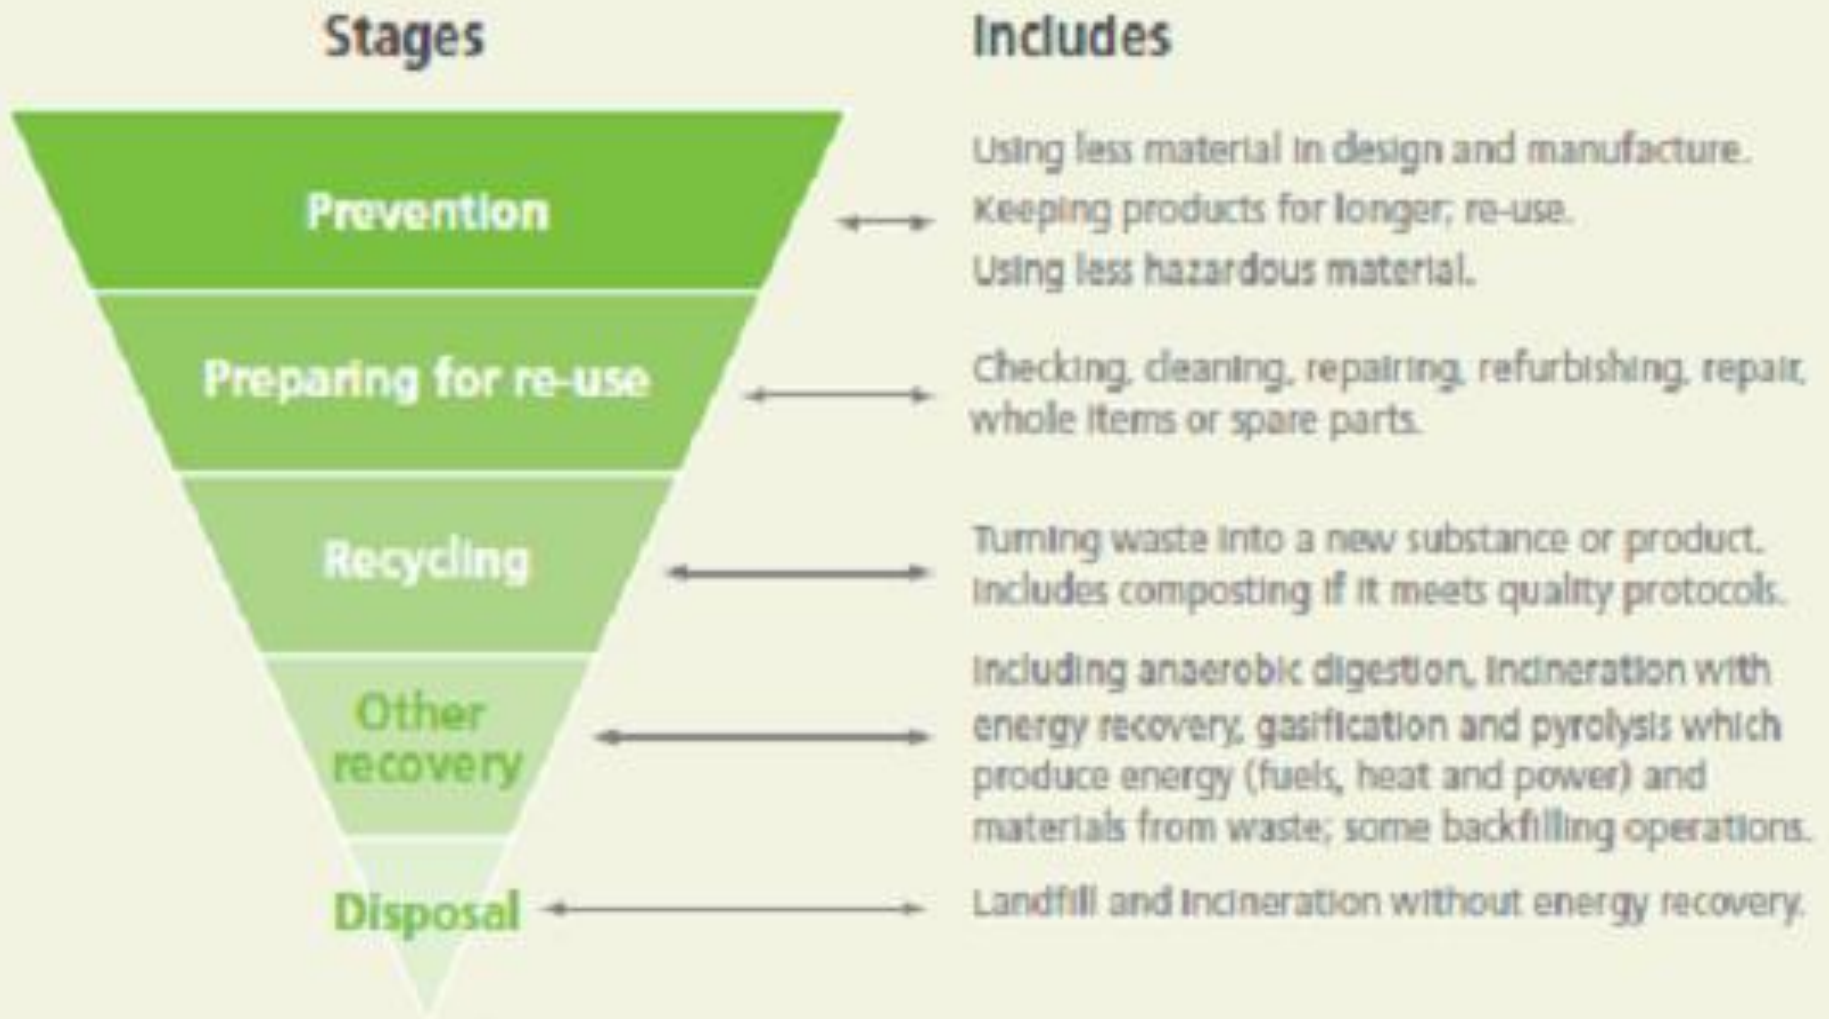 Stages
Includes
Prevention
Using less material in design and manufacture.
Keeping products for longer; re-use.
Using less hazardous material.
Preparing for re-use
Checking, cleaning, repairing, refurbishing, repair,
whole items or spare parts.
Recycling
Turning waste into a new substance or product.
Includes composting if it meets quality protocols.
Other
recovery
Including anaerobic digestion, incineration with
energy recovery, gasification and pyrolysis which
produce energy (fuels, heat and power) and
materials from waste; some backfilling operations.
Disposal
Landfill and incineration without energy recovery.